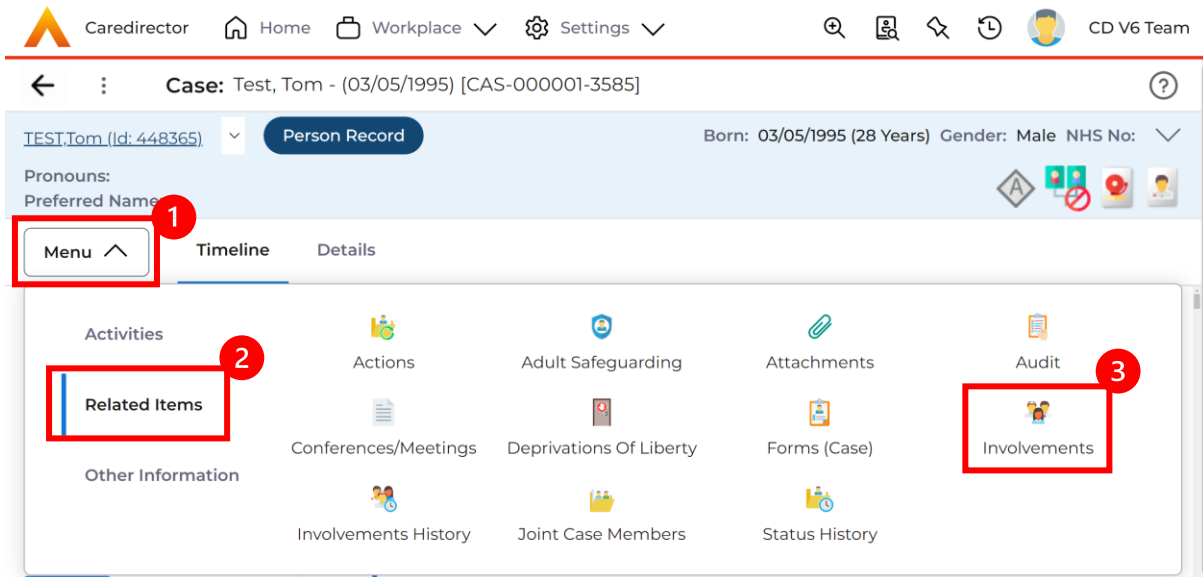 Caredirector Home Workplace Settings CD V6 Team
Case: Test, Tom - (03/05/1995) [CAS-000001-3585]
TEST,Tom (Id: 448365) Person Record Born: 03/05/1995 (28 Years) Gender: Male NHS No:
Pronouns:
Preferred Name
1
Menu Timeline Details
Activities Actions Adult Safeguarding Attachments Audit
2 3
Related Items Conferences/Meetings Deprivations Of Liberty Forms (Case) Involvements
Other Information
Involvements History Joint Case Members Status History